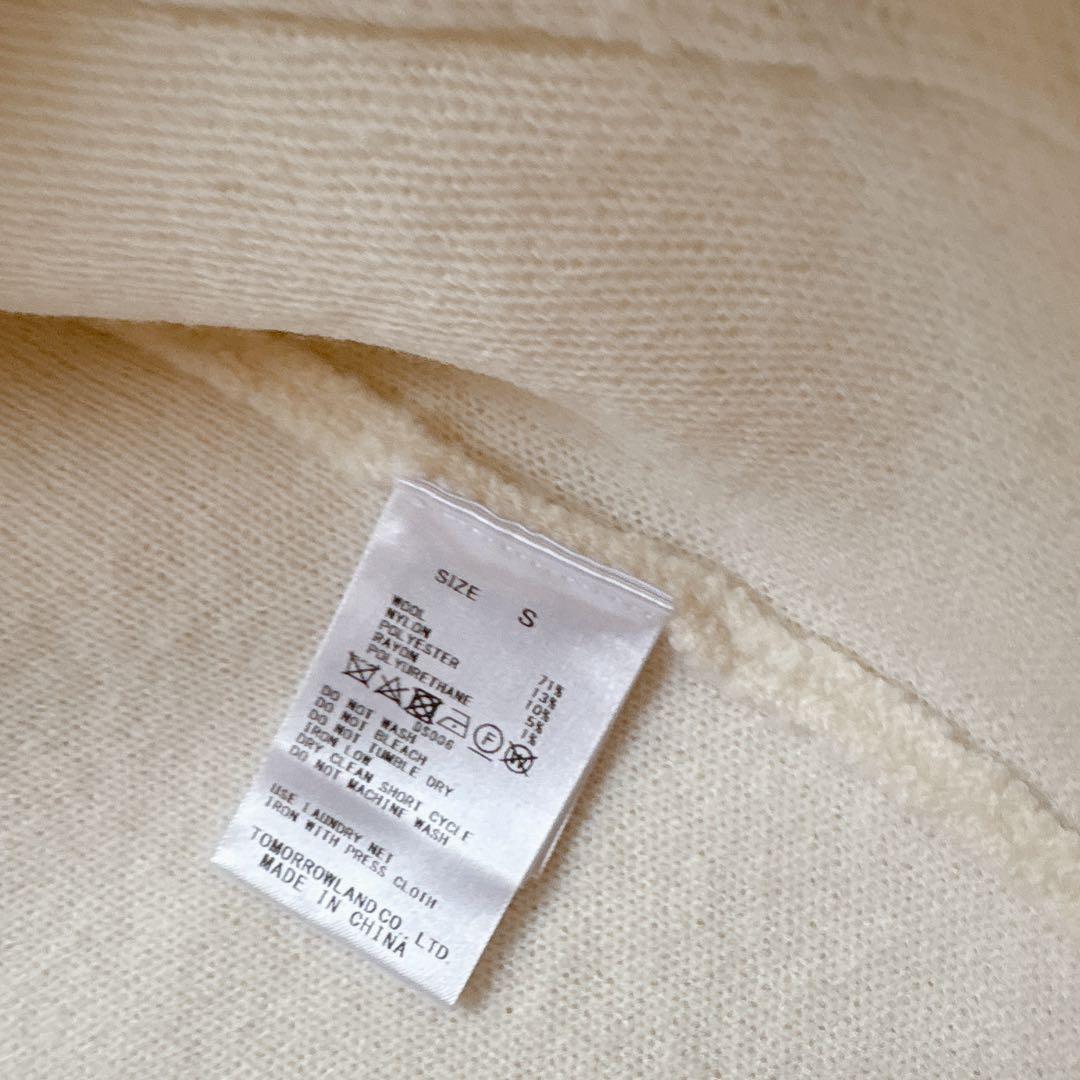 SIZE S
WOOL 71%
NYLON 13%
POLYESTER 10%
RAYON 5%
POLYURETHANE 1%
F W
DS006
DO NOT WASH
DO NOT BLEACH
DO NOT TUMBLE DRY
IRON LOW
DRY CLEAN SHORT CYCLE
DO NOT MACHINE WASH
USE LAUNDRY NET
IRON WITH PRESS CLOTH
TOMORROWLAND CO., LTD.
MADE IN CHINA